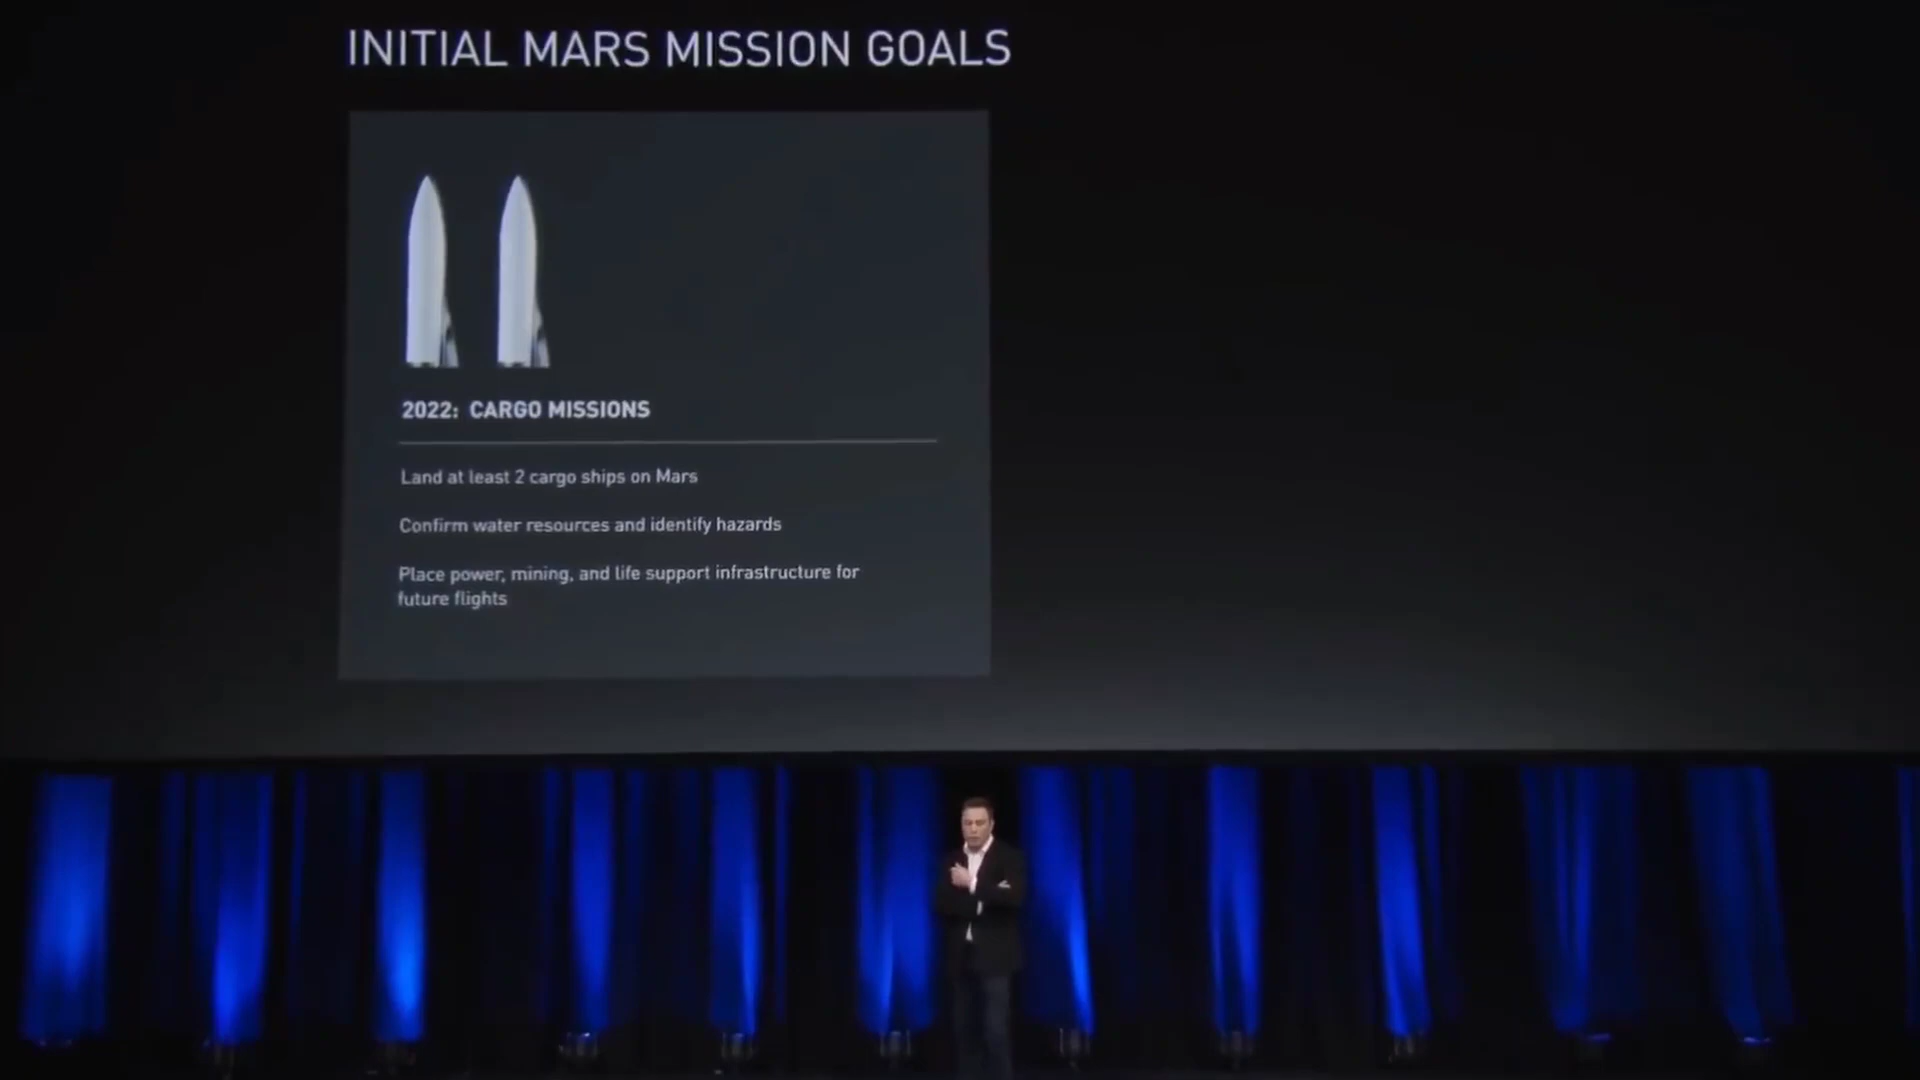 INITIAL MARS MISSION GOALS
2022: CARGO MISSIONS
Land at least 2 cargo ships on Mars
Confirm water resources and identify hazards
Place power, mining, and life support infrastructure for
future flights